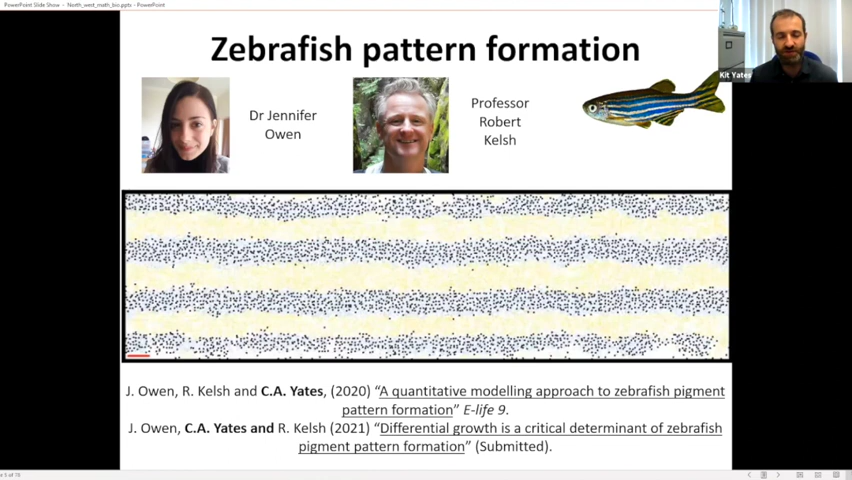 PowerPoint Slide Show - North_west_math_bio.pptx - PowerPoint
Zebrafish pattern formation
Kit Yates
Dr Jennifer
Owen
Professor
Robert
Kelsh
J. Owen, R. Kelsh and C.A. Yates, (2020) “A quantitative modelling approach to zebrafish pigment
pattern formation” E-life 9.
J. Owen, C.A. Yates and R. Kelsh (2021) “Differential growth is a critical determinant of zebrafish
pigment pattern formation” (Submitted).